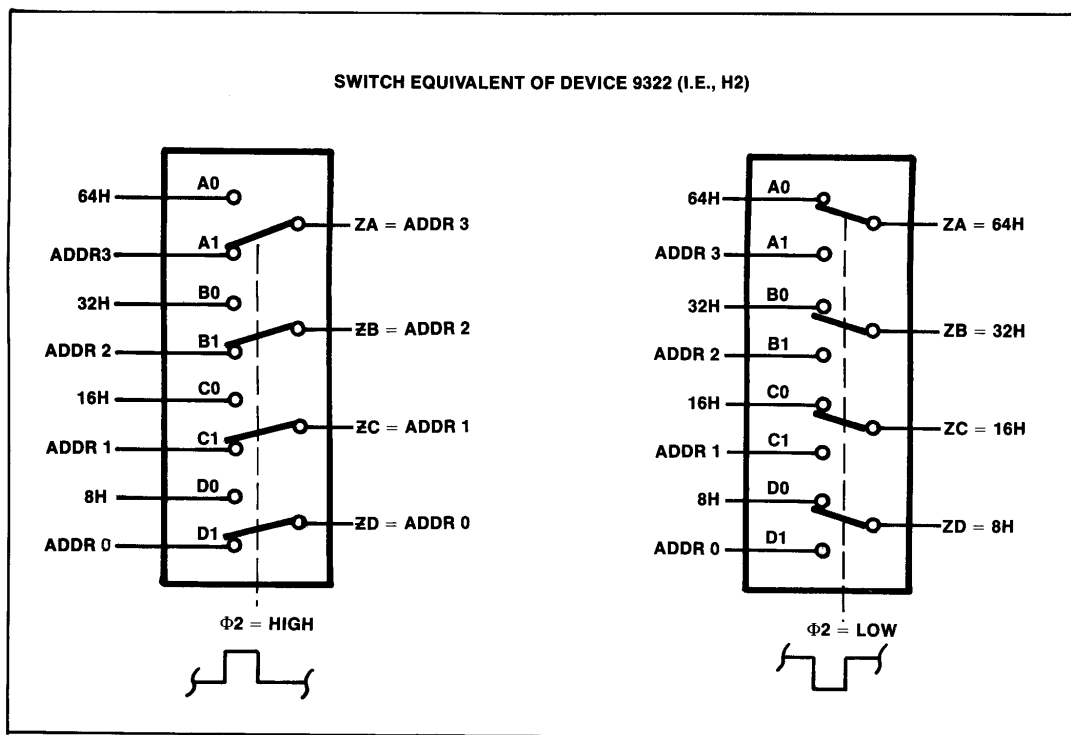 SWITCH EQUIVALENT OF DEVICE 9322 (I.E., H2)
64H
A0
ZA = ADDR 3
ADDR3
A1
32H
B0
ZB = ADDR 2
ADDR 2
B1
16H
C0
ZC = ADDR 1
ADDR 1
C1
8H
D0
ZD = ADDR 0
ADDR 0
D1
Φ2 = HIGH
64H
A0
ZA = 64H
ADDR 3
A1
32H
B0
ZB = 32H
ADDR 2
B1
16H
C0
ZC = 16H
ADDR 1
C1
8H
D0
ZD = 8H
ADDR 0
D1
Φ2 = LOW